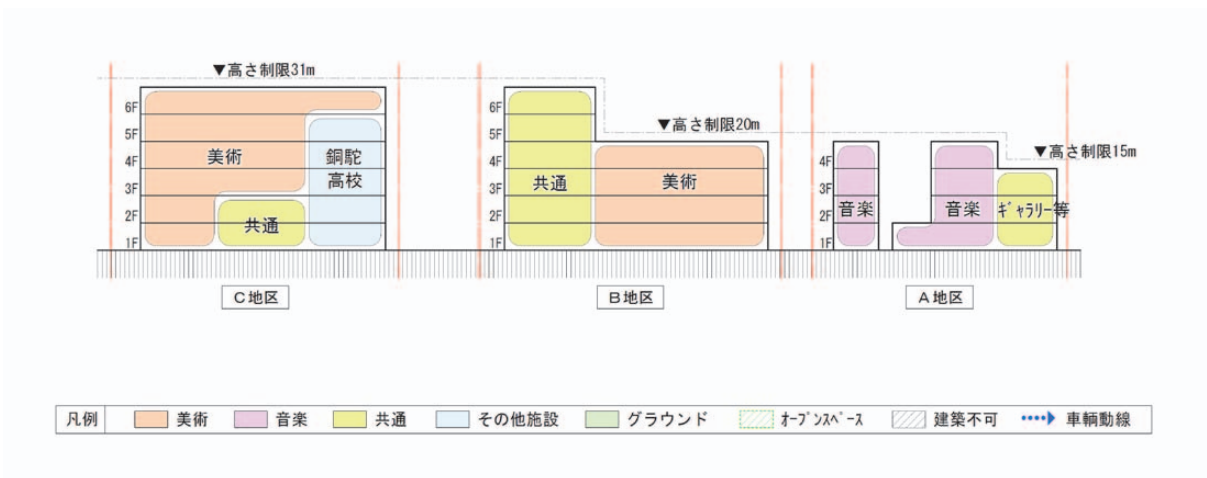 ▼高さ制限31m
▼高さ制限20m
▼高さ制限15m
6F
5F
4F
3F
2F
1F
美術
銅駝
高校
共通
6F
5F
4F
3F
2F
1F
共通
美術
4F
3F
2F
1F
音楽
音楽
ｷﾞｬﾗﾘｰ等
C地区
B地区
A地区
凡例
美術
音楽
共通
その他施設
グラウンド
ｵｰﾌﾟﾝｽﾍﾟｰｽ
建築不可
車輌動線